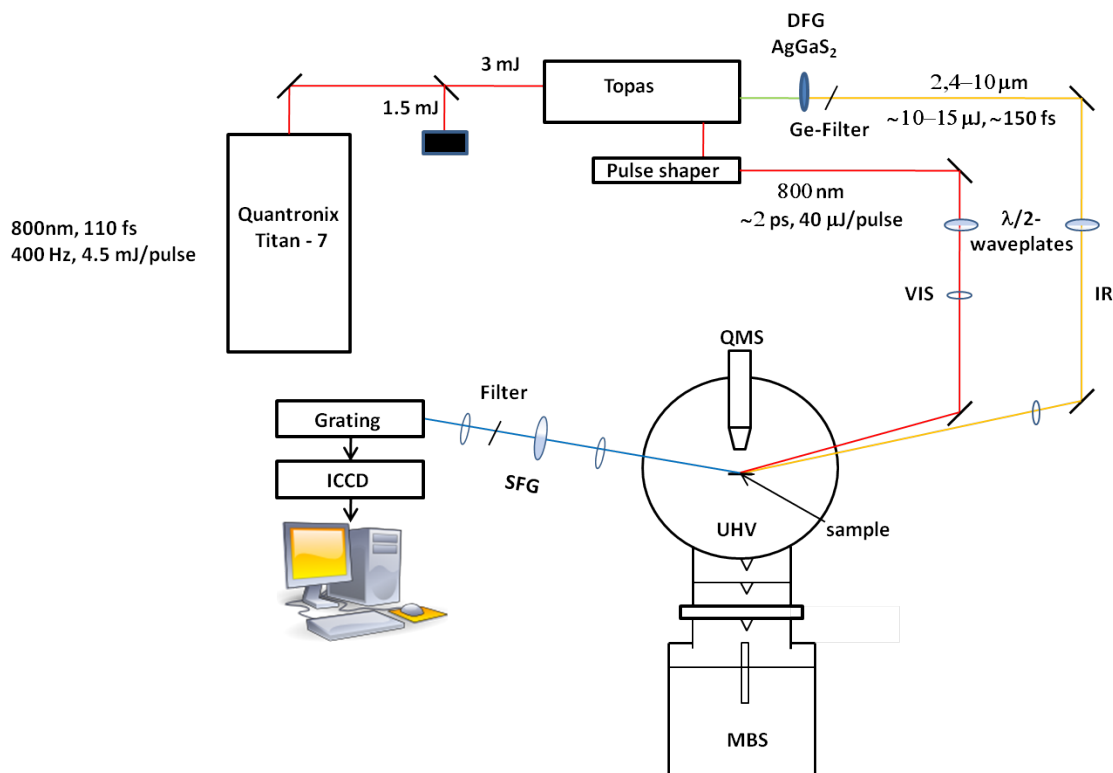 DFG
AgGaS₂
3 mJ
Topas
2,4–10 μm
1.5 mJ
Ge-Filter
~10–15 μJ, ~150 fs
Pulse shaper
800 nm
~2 ps, 40 μJ/pulse
Quantronix
Titan - 7
800nm, 110 fs
400 Hz, 4.5 mJ/pulse
λ/2-
waveplates
VIS
IR
QMS
Filter
Grating
ICCD
SFG
UHV
sample
MBS